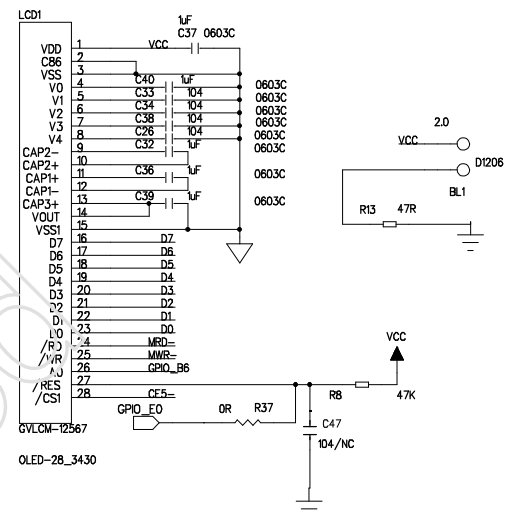 LCD1
VDD 1 VCC 1uF C37 0603C
C86 2
VSS 3
V0 4 C40 1uF 0603C
V1 5 C33 104 0603C
V2 6 C34 104 0603C
V3 7 C38 104 0603C
V4 8 C26 104 0603C
CAP2- 9 C32 1uF 0603C
CAP2+ 10
CAP1+ 11 C36 1uF 0603C
CAP1- 12
CAP3+ 13 C39 1uF 0603C
VOUT 14
VSS1 15
D7 16 D7
D6 17 D6
D5 18 D5
D4 19 D4
D3 20 D3
D2 21 D2
D1 22 D1
D0 23 D0
/RD 24 MRD-
/WR 25 MWR-
A0 26 GPIO_B6
/RES 27
/CS1 28 CE5-
GVLCM-12567
OLED-28_3430
2.0
VCC
D1206
BL1
R13 47R
VCC
R8 47K
GPIO_E0 0R R37
C47
104/NC